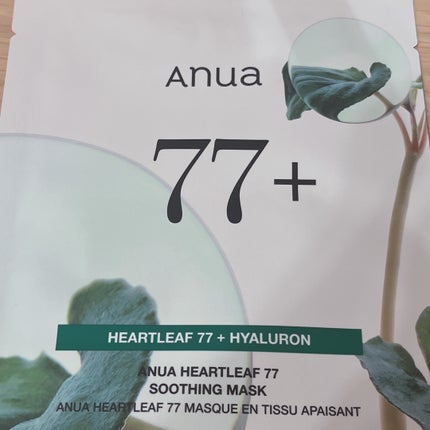 Anua
77+
HEARTLEAF 77 + HYALURON
ANUA HEARTLEAF 77
SOOTHING MASK
ANUA HEARTLEAF 77 MASQUE EN TISSU APAISANT